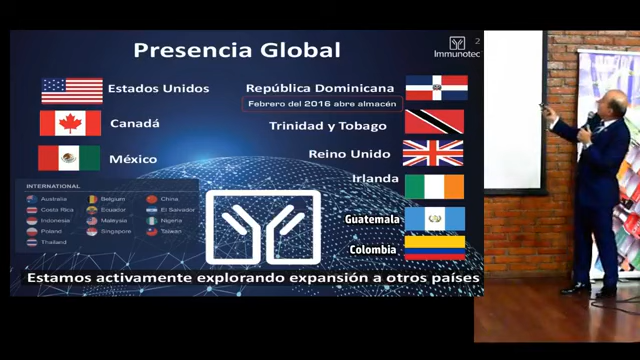 Presencia Global
2
Immunotec
Estados Unidos
Canadá
México
República Dominicana
Febrero del 2016 abre almacén
Trinidad y Tobago
Reino Unido
Irlanda
Guatemala
Colombia
INTERNATIONAL
Australia
Belgium
China
Costa Rica
Ecuador
El Salvador
Indonesia
Malaysia
Nigeria
Poland
Singapore
Taiwan
Thailand
Estamos activamente explorando expansión a otros países